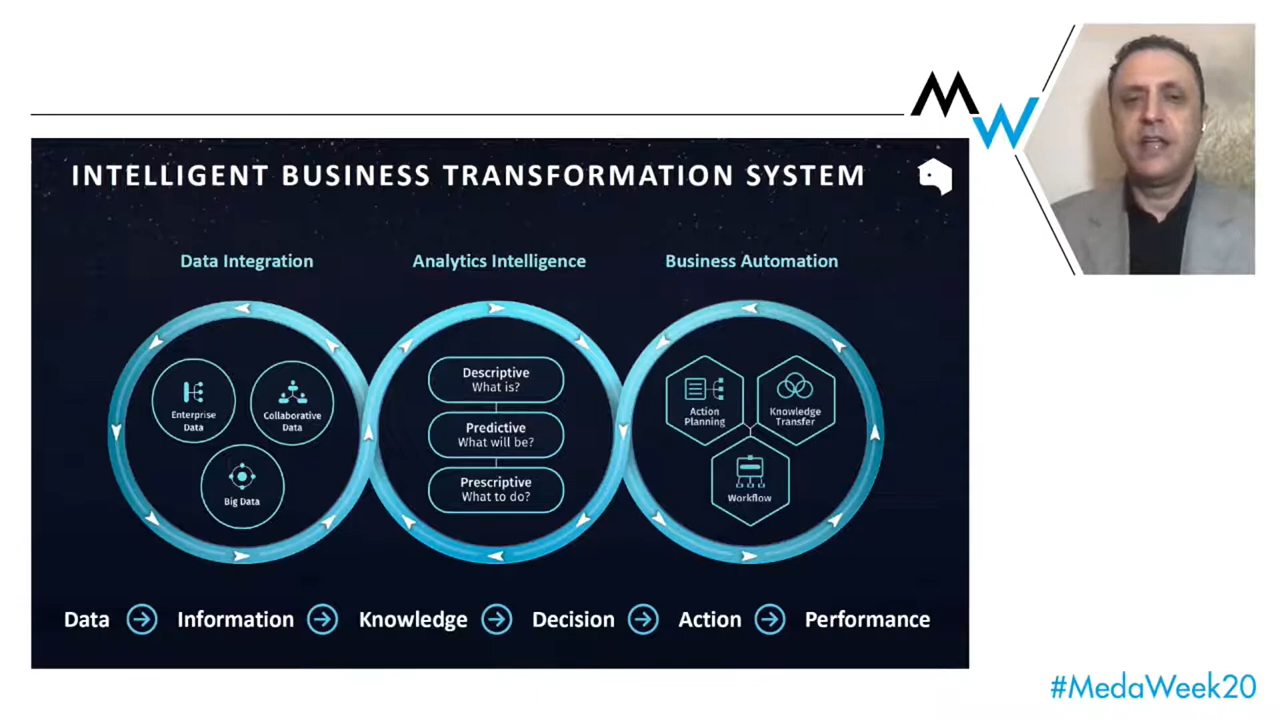 MW
INTELLIGENT BUSINESS TRANSFORMATION SYSTEM
Data Integration
Enterprise
Data
Collaborative
Data
Big Data
Analytics Intelligence
Descriptive
What is?
Predictive
What will be?
Prescriptive
What to do?
Business Automation
Action
Planning
Knowledge
Transfer
Workflow
Data
Information
Knowledge
Decision
Action
Performance
#MedaWeek20